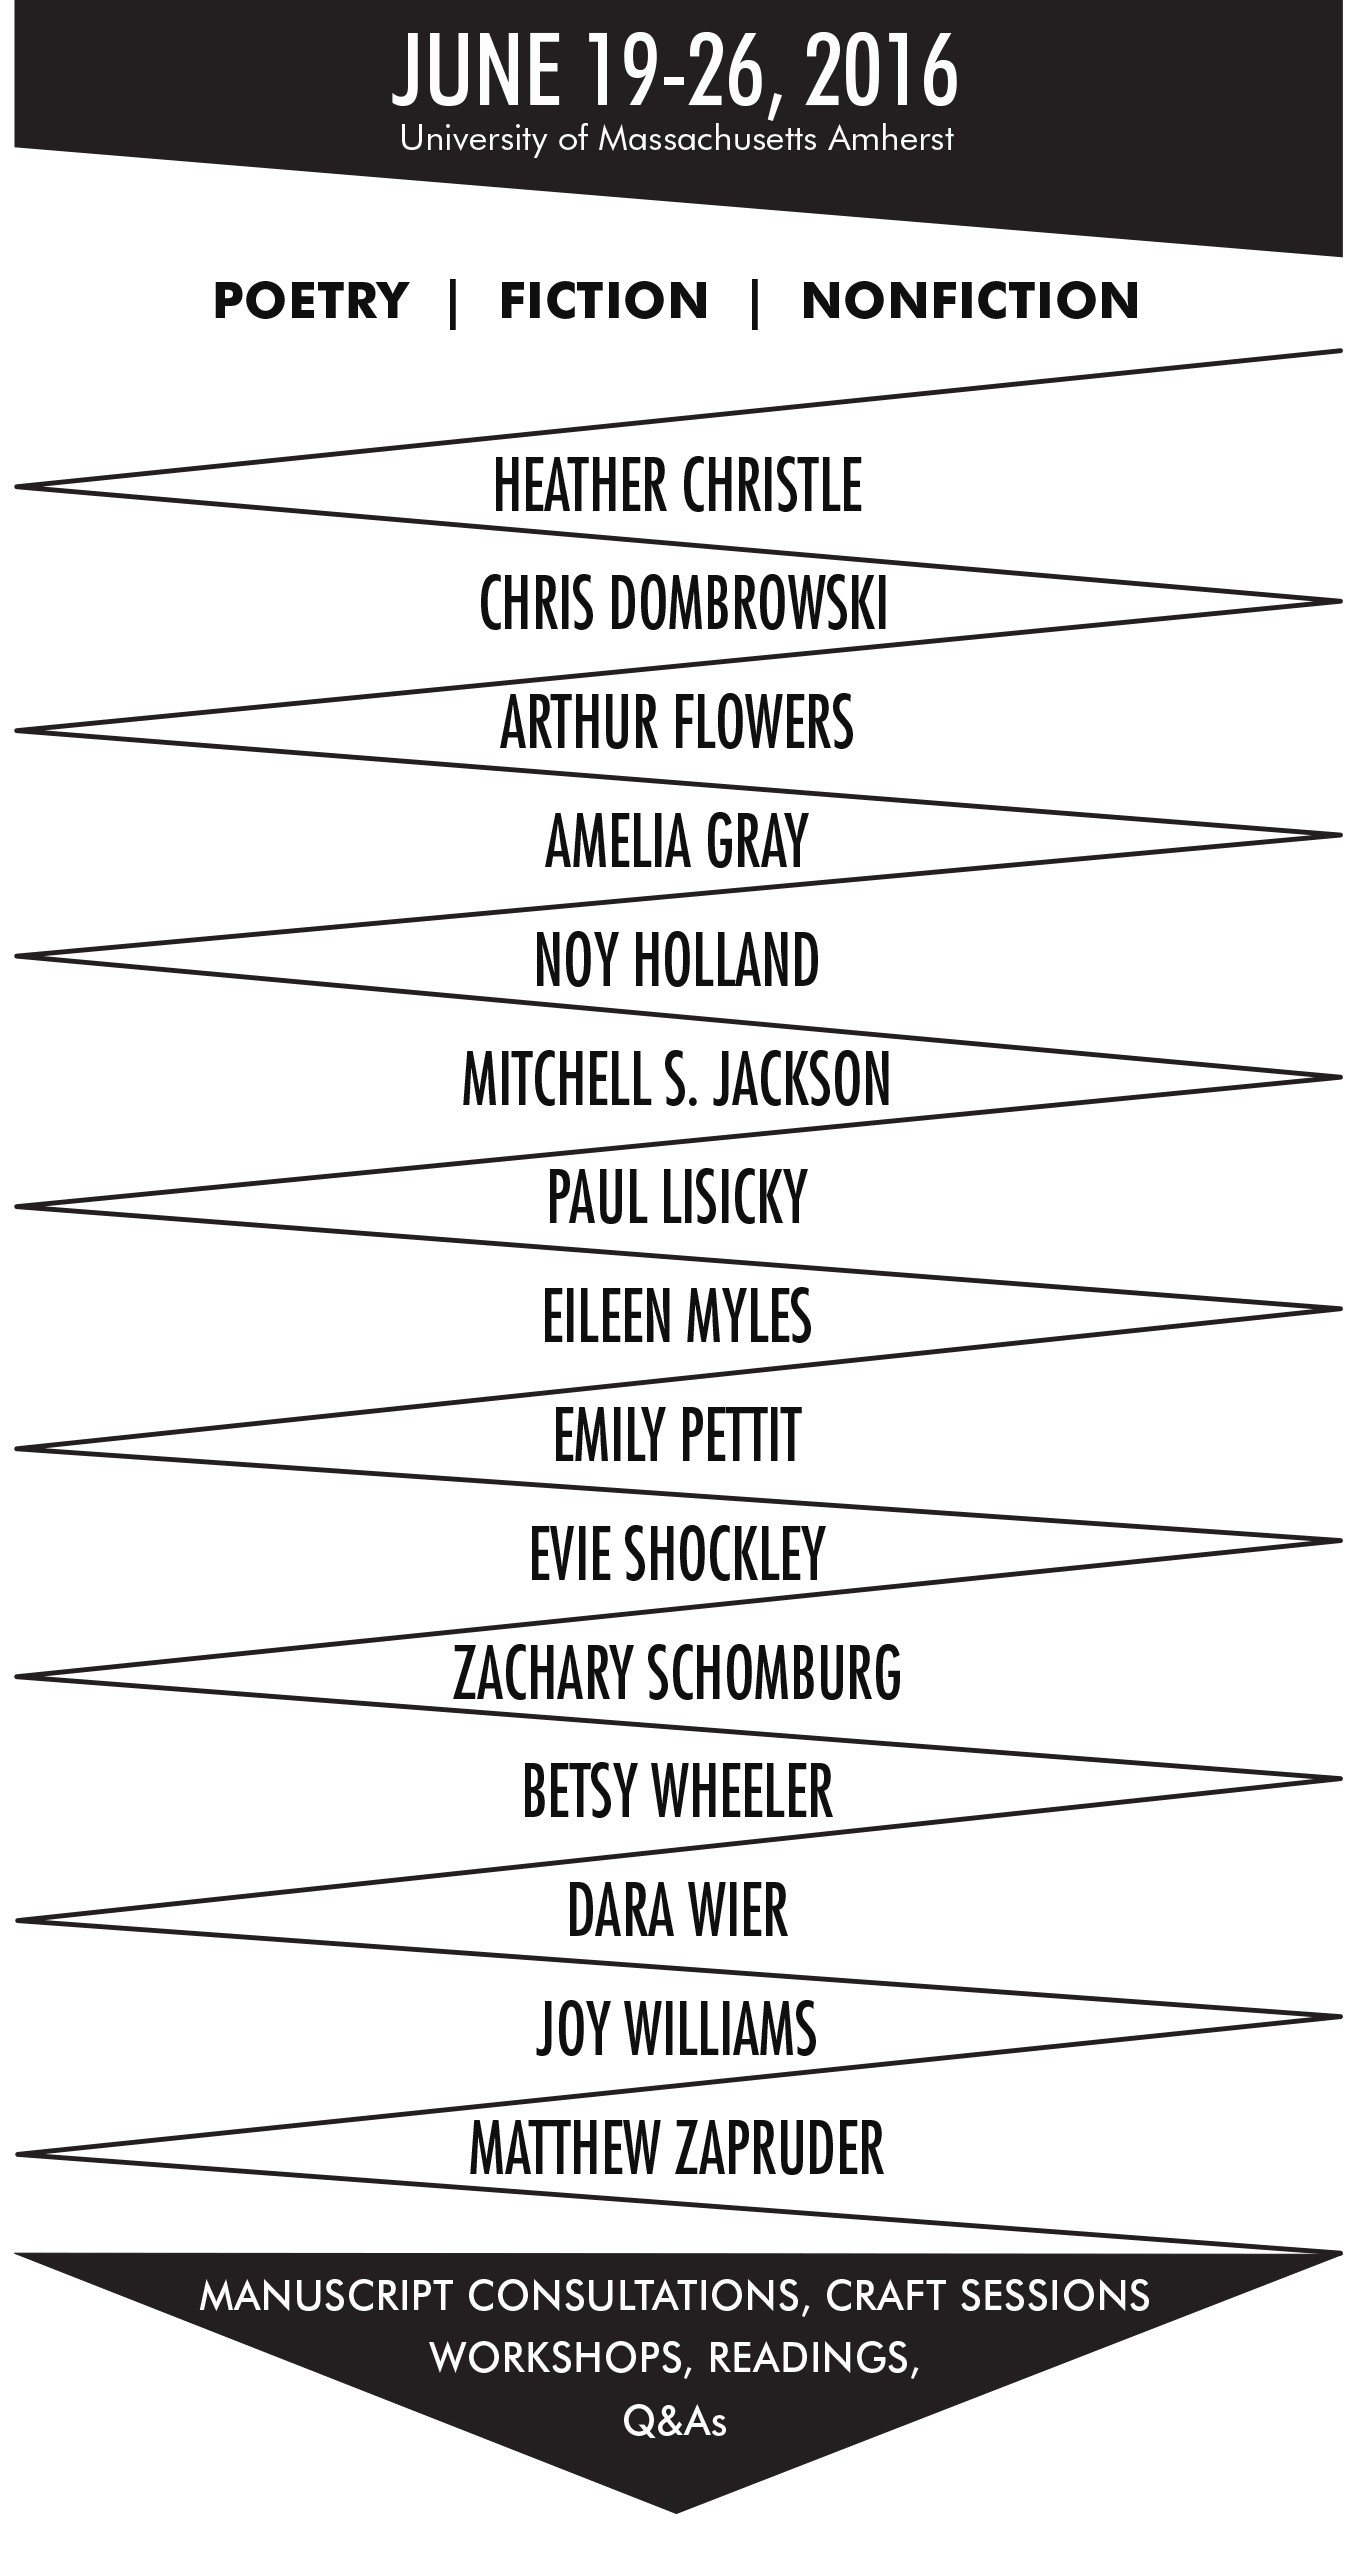 JUNE 19-26, 2016
University of Massachusetts Amherst
POETRY | FICTION | NONFICTION
HEATHER CHRISTLE
CHRIS DOMBROWSKI
ARTHUR FLOWERS
AMELIA GRAY
NOY HOLLAND
MITCHELL S. JACKSON
PAUL LISICKY
EILEEN MYLES
EMILY PETTIT
EVIE SHOCKLEY
ZACHARY SCHOMBURG
BETSY WHEELER
DARA WIER
JOY WILLIAMS
MATTHEW ZAPRUDER
MANUSCRIPT CONSULTATIONS, CRAFT SESSIONS
WORKSHOPS, READINGS,
Q&As